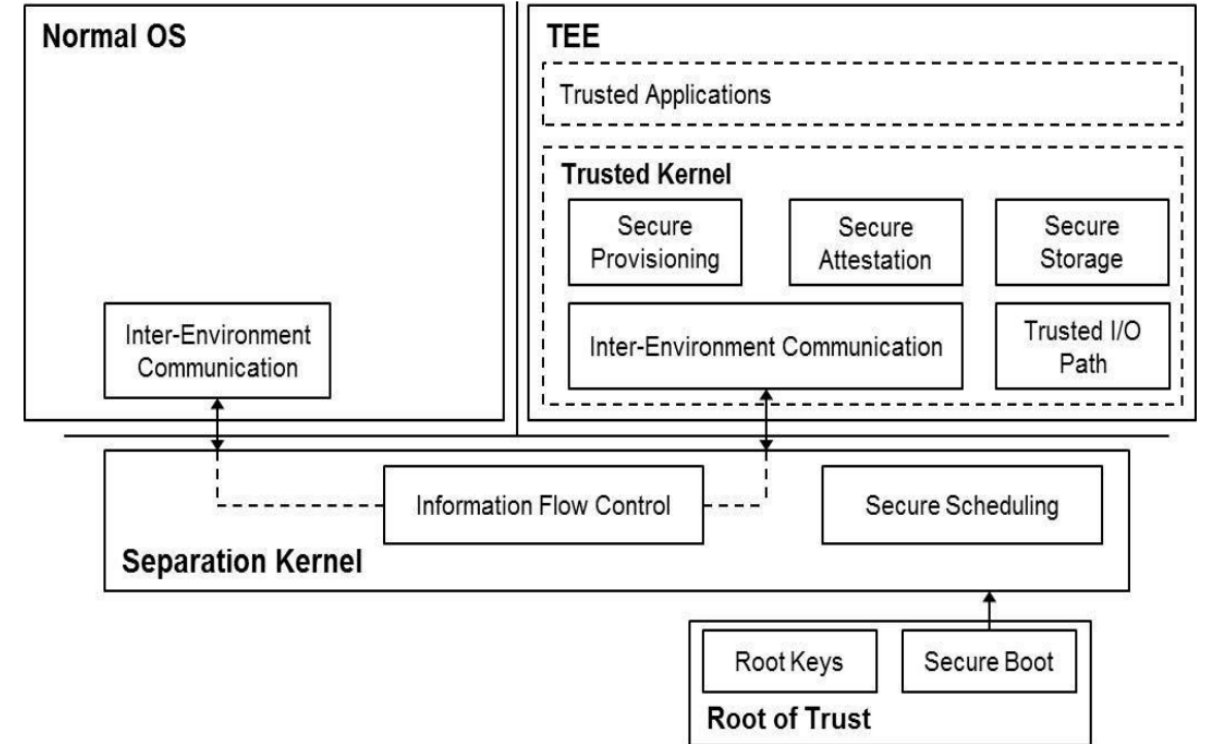 Normal OS
Inter-Environment
Communication
TEE
Trusted Applications
Trusted Kernel
Secure
Provisioning
Secure
Attestation
Secure
Storage
Inter-Environment Communication
Trusted I/O
Path
Information Flow Control
Secure Scheduling
Separation Kernel
Root Keys
Secure Boot
Root of Trust